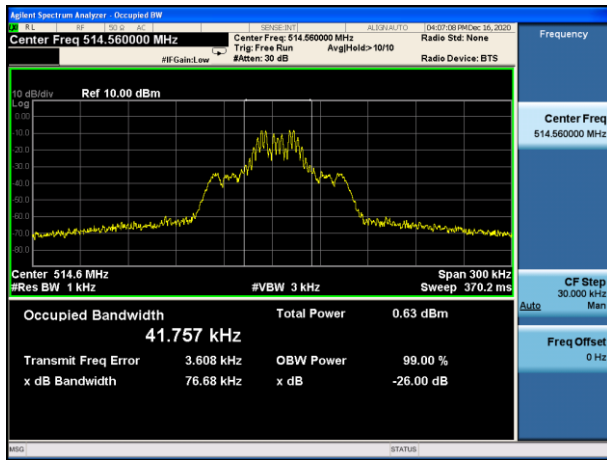 Agilent Spectrum Analyzer - Occupied BW
RL RF 50 Ω AC SENSE:INT ALIGNAUTO 04:07:08 PM Dec 16, 2020
Center Freq 514.560000 MHz Center Freq: 514.560000 MHz Radio Std: None Frequency
Trig: Free Run Avg|Hold:>10/10
#IFGain:Low #Atten: 30 dB Radio Device: BTS
10 dB/div Ref 10.00 dBm
Log
0.00
-10.0
-20.0
-30.0
-40.0
-50.0
-60.0
-70.0
-80.0
Center Freq
514.560000 MHz
Center 514.6 MHz Span 300 kHz
#Res BW 1 kHz #VBW 3 kHz Sweep 370.2 ms
CF Step
30.000 kHz
Auto Man
Occupied Bandwidth Total Power 0.63 dBm
41.757 kHz
Freq Offset
0 Hz
Transmit Freq Error 3.608 kHz OBW Power 99.00 %
x dB Bandwidth 76.68 kHz x dB -26.00 dB
MSG STATUS